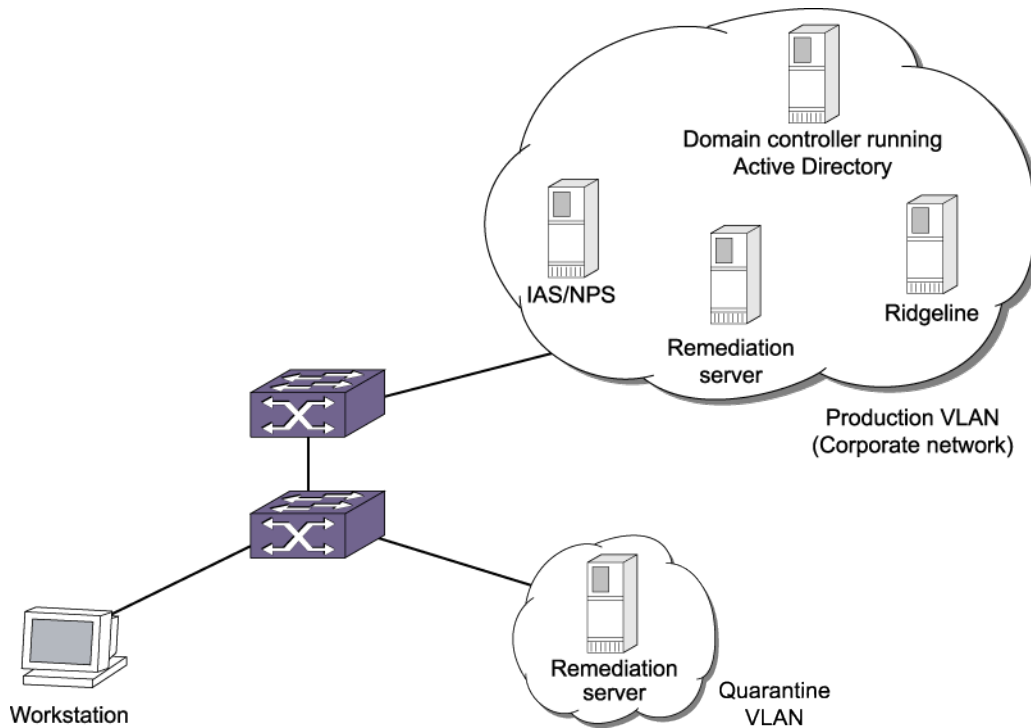 Domain controller running
Active Directory
IAS/NPS
Remediation
server
Ridgeline
Production VLAN
(Corporate network)
Remediation
server
Quarantine
VLAN
Workstation